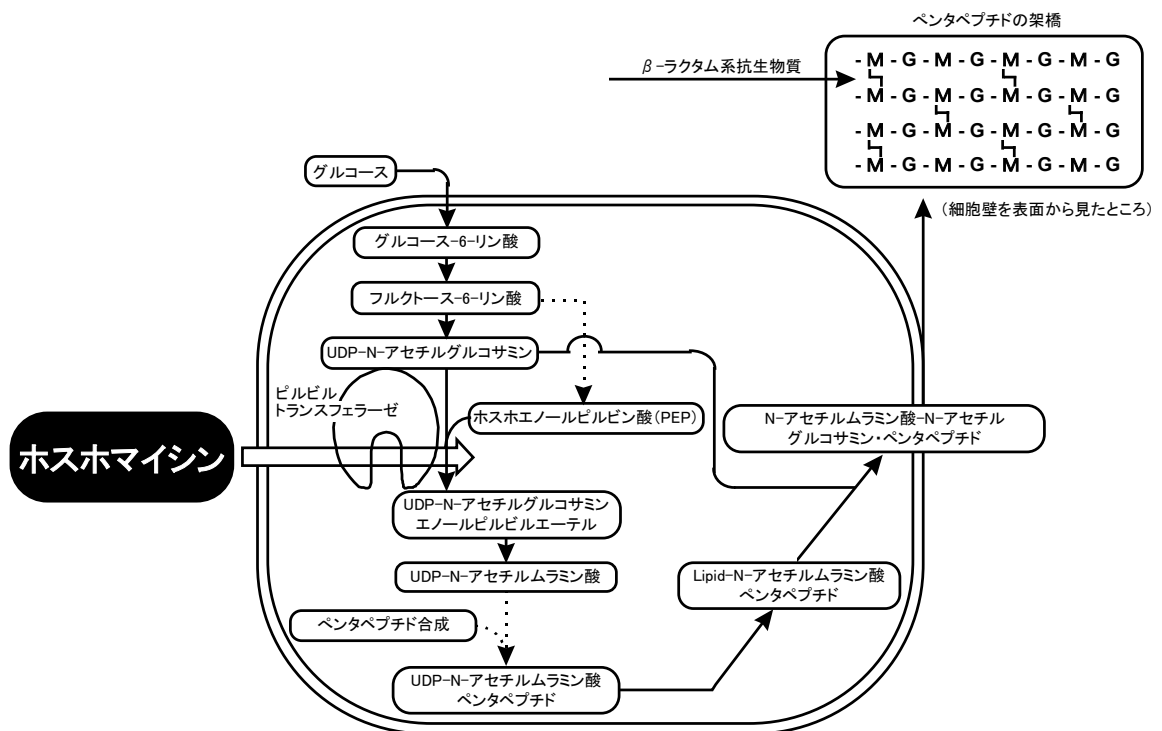 ペンタペプチドの架橋
β-ラクタム系抗生物質
- M - G - M - G - M - G - M - G
- M - G - M - G - M - G - M - G
- M - G - M - G - M - G - M - G
- M - G - M - G - M - G - M - G
(細胞壁を表面から見たところ)
グルコース
グルコース-6-リン酸
フルクトース-6-リン酸
UDP-N-アセチルグルコサミン
ピルビル
トランスフェラーゼ
ホスホエノールピルビン酸(PEP)
ホスホマイシン
N-アセチルムラミン酸-N-アセチル
グルコサミン・ペンタペプチド
UDP-N-アセチルグルコサミン
エノールピルビルエーテル
UDP-N-アセチルムラミン酸
Lipid-N-アセチルムラミン酸
ペンタペプチド
ペンタペプチド合成
UDP-N-アセチルムラミン酸
ペンタペプチド